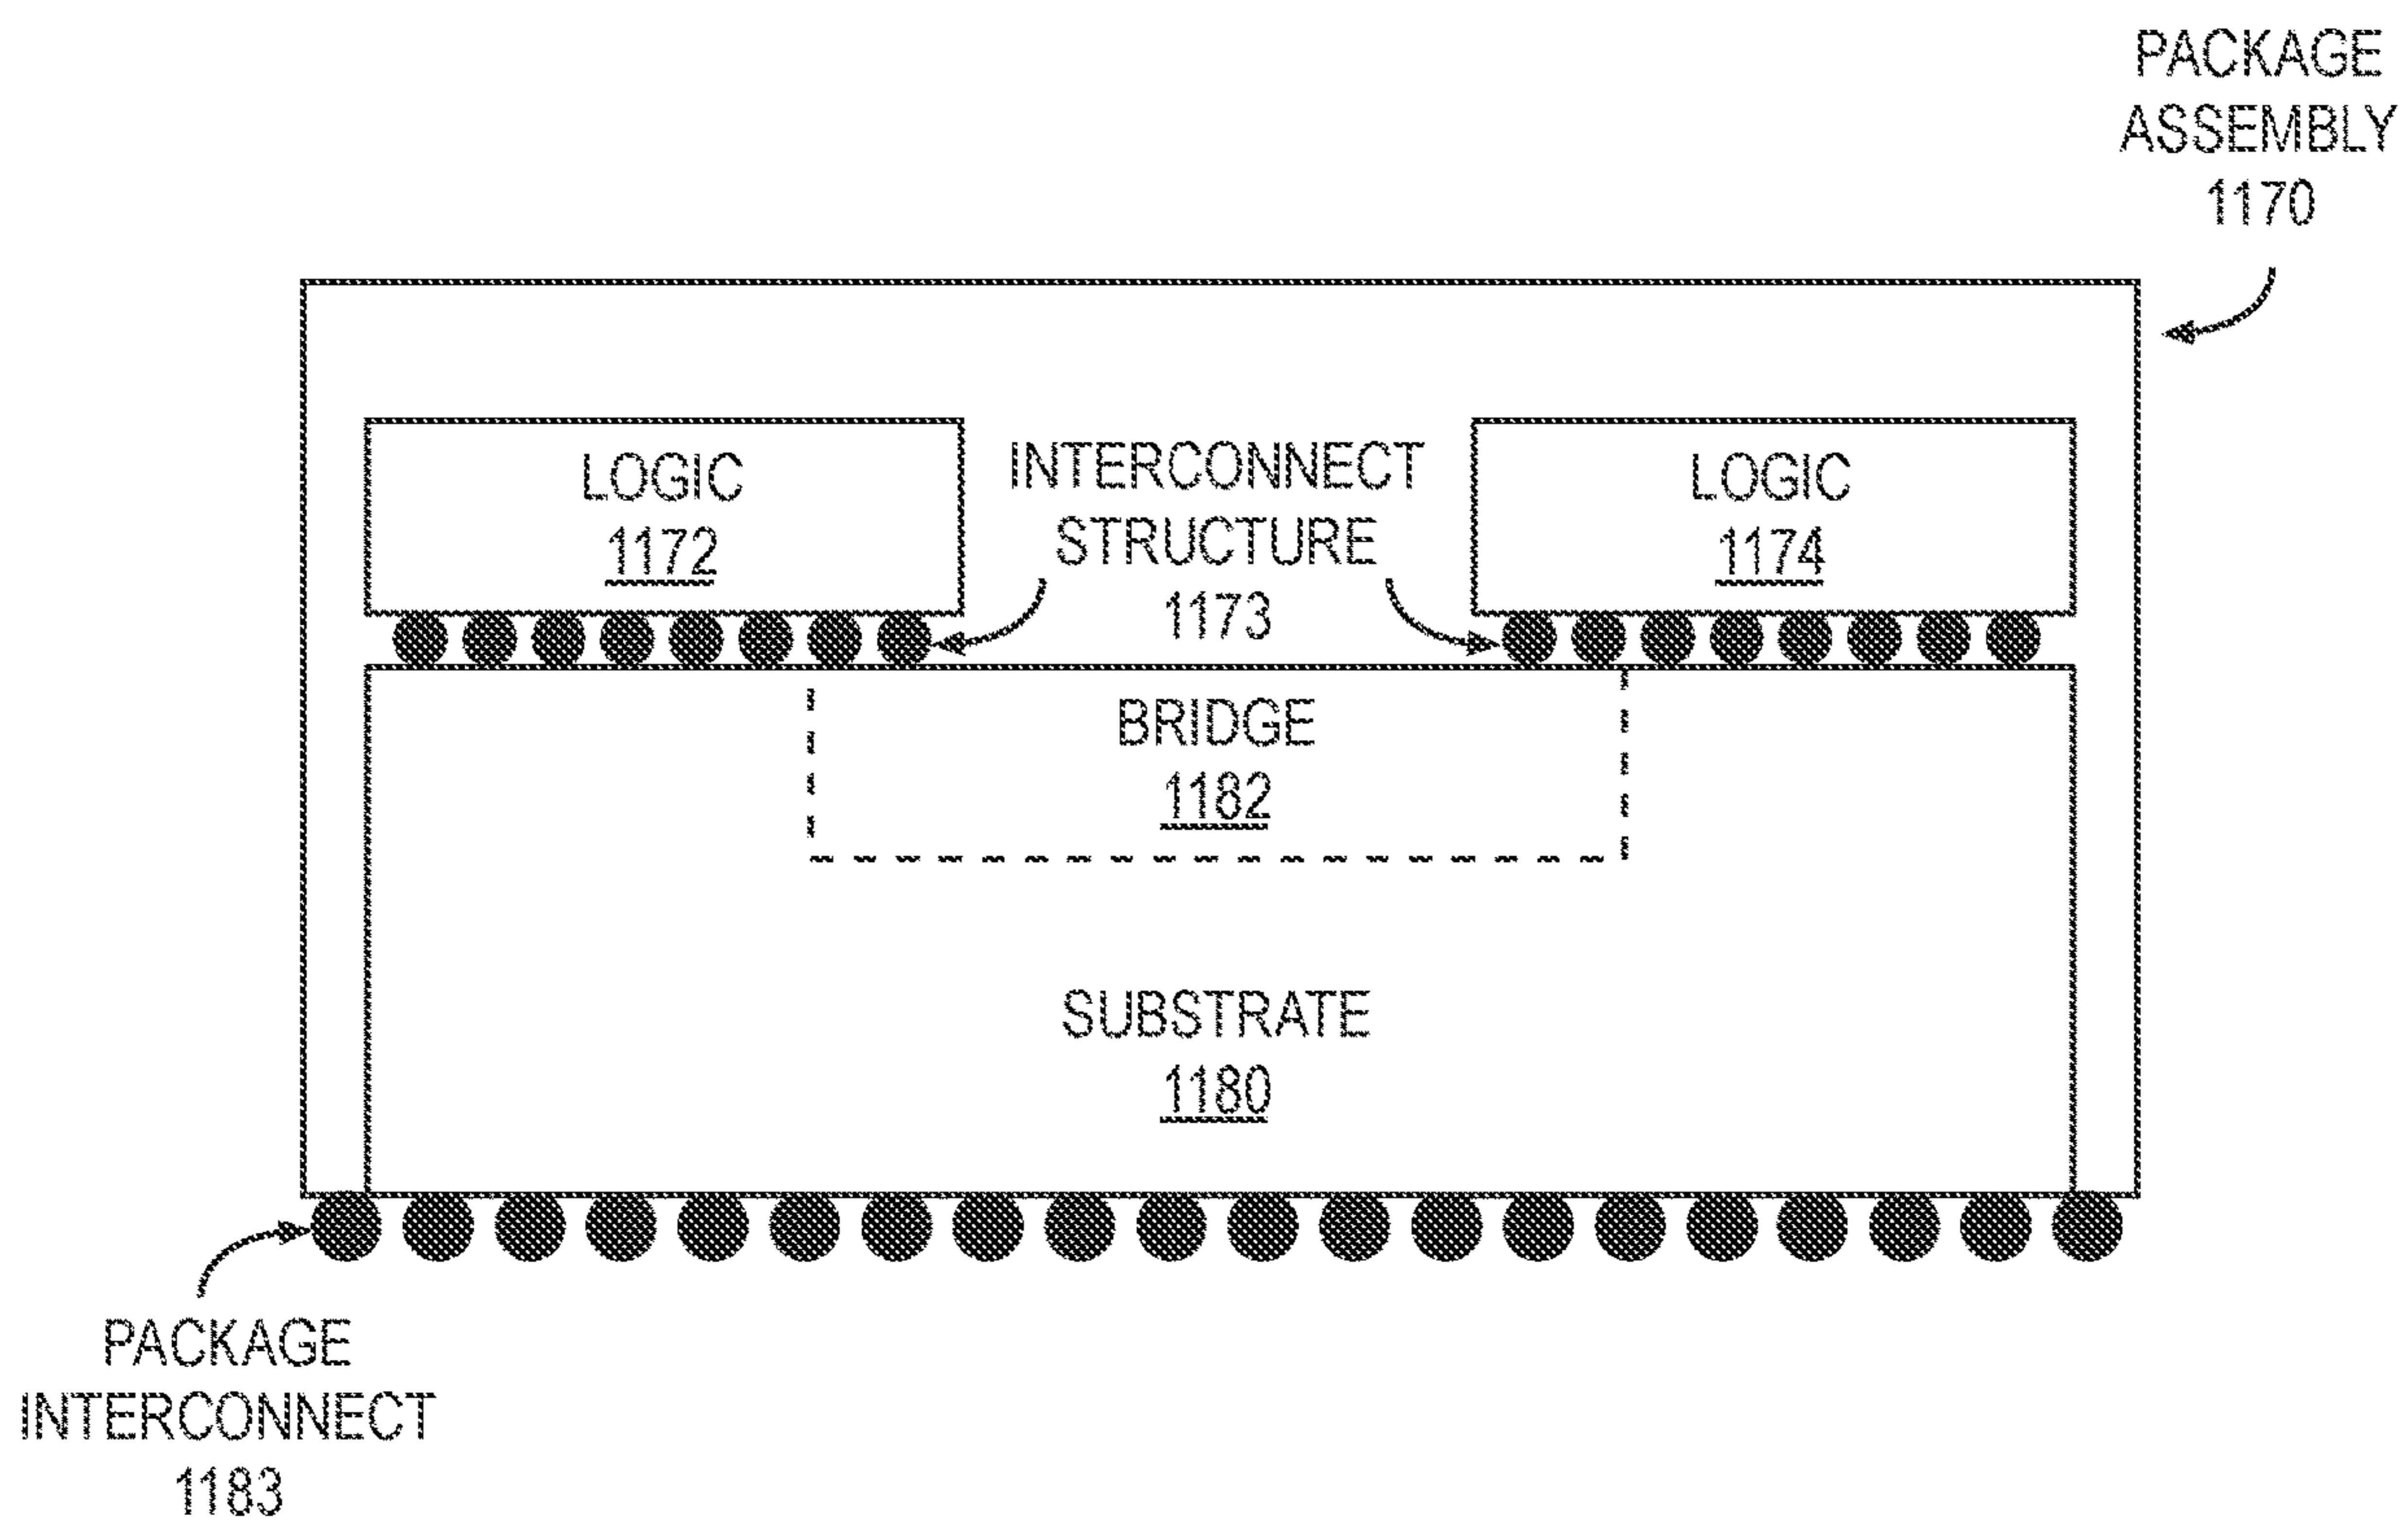 PACKAGE
ASSEMBLY
1170
LOGIC
1172
INTERCONNECT
STRUCTURE
1173
LOGIC
1174
BRIDGE
1182
SUBSTRATE
1180
PACKAGE
INTERCONNECT
1183